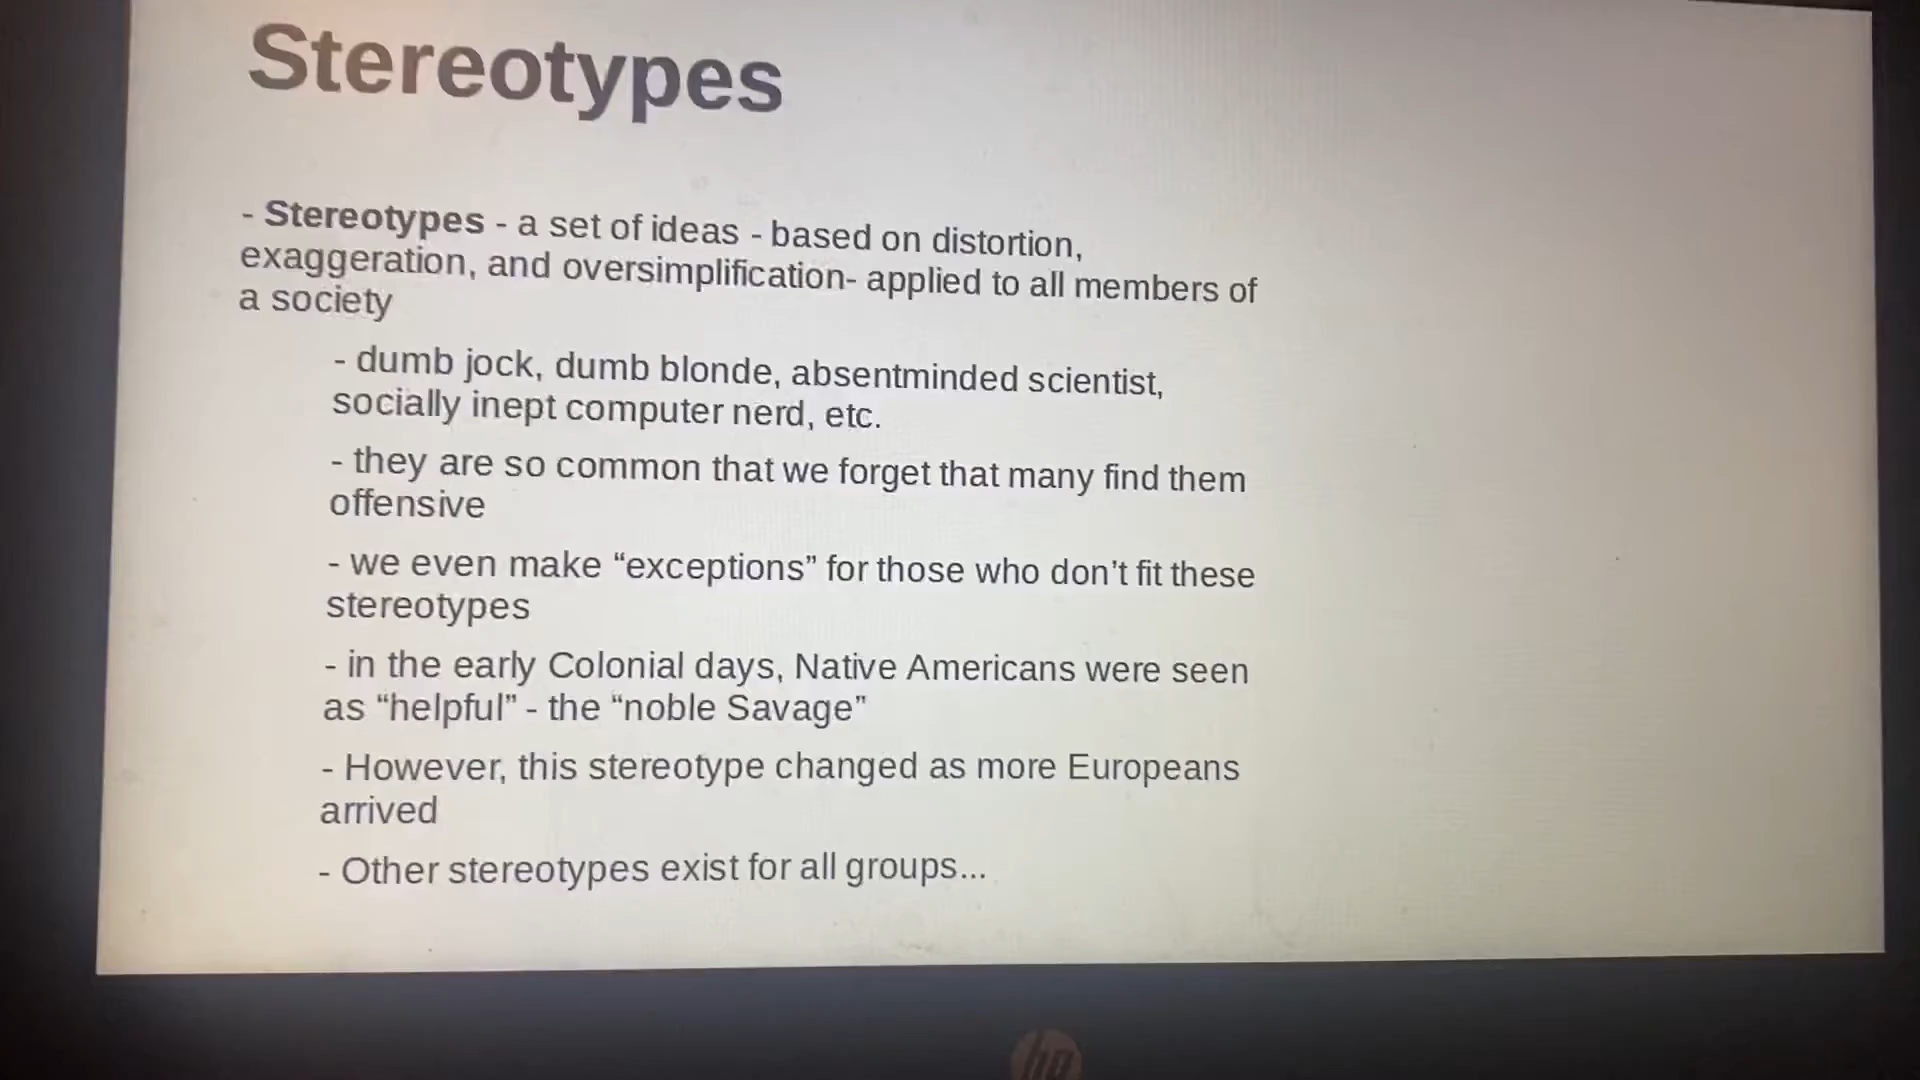 Stereotypes
- Stereotypes - a set of ideas - based on distortion,
exaggeration, and oversimplification- applied to all members of
a society
- dumb jock, dumb blonde, absentminded scientist,
socially inept computer nerd, etc.
- they are so common that we forget that many find them
offensive
- we even make “exceptions” for those who don’t fit these
stereotypes
- in the early Colonial days, Native Americans were seen
as “helpful” - the “noble Savage”
- However, this stereotype changed as more Europeans
arrived
- Other stereotypes exist for all groups...
hp